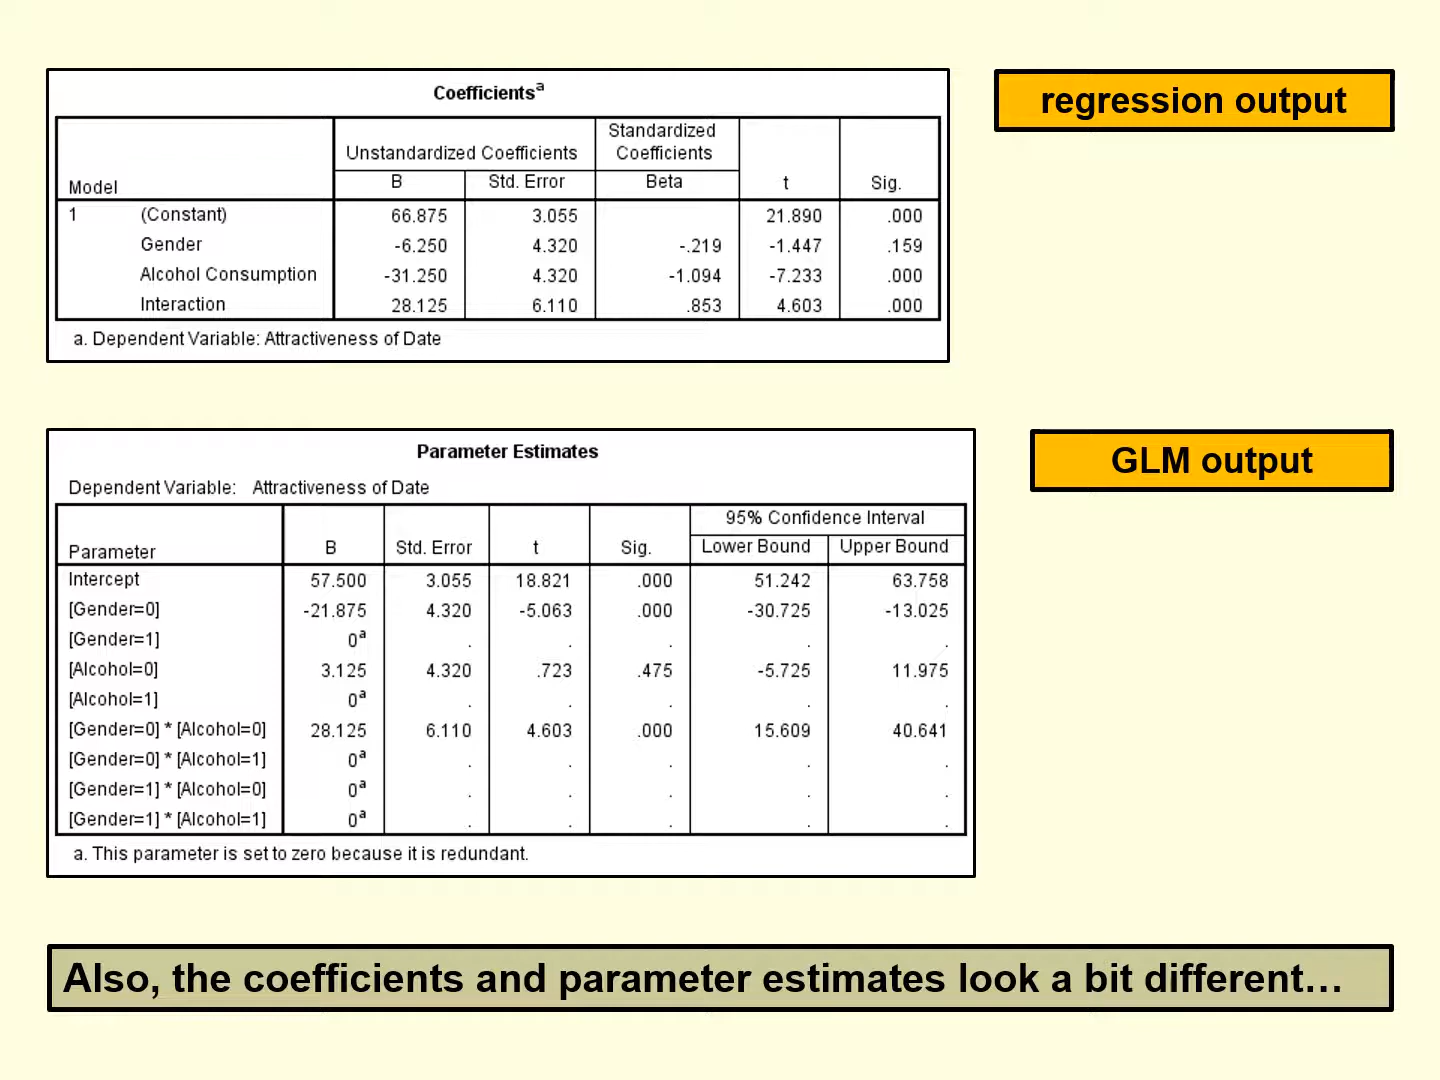 Coefficientsa
regression output
Standardized
Unstandardized Coefficients Coefficients
Model B Std. Error Beta t Sig.
1 (Constant) 66.875 3.055 21.890 .000
Gender -6.250 4.320 -.219 -1.447 .159
Alcohol Consumption -31.250 4.320 -1.094 -7.233 .000
Interaction 28.125 6.110 .853 4.603 .000
a. Dependent Variable: Attractiveness of Date
Parameter Estimates
GLM output
Dependent Variable: Attractiveness of Date
95% Confidence Interval
Parameter B Std. Error t Sig. Lower Bound Upper Bound
Intercept 57.500 3.055 18.821 .000 51.242 63.758
[Gender=0] -21.875 4.320 -5.063 .000 -30.725 -13.025
[Gender=1] 0a . . . . .
[Alcohol=0] 3.125 4.320 .723 .475 -5.725 11.975
[Alcohol=1] 0a . . . . .
[Gender=0] * [Alcohol=0] 28.125 6.110 4.603 .000 15.609 40.641
[Gender=0] * [Alcohol=1] 0a . . . . .
[Gender=1] * [Alcohol=0] 0a . . . . .
[Gender=1] * [Alcohol=1] 0a . . . . .
a. This parameter is set to zero because it is redundant.
Also, the coefficients and parameter estimates look a bit different…